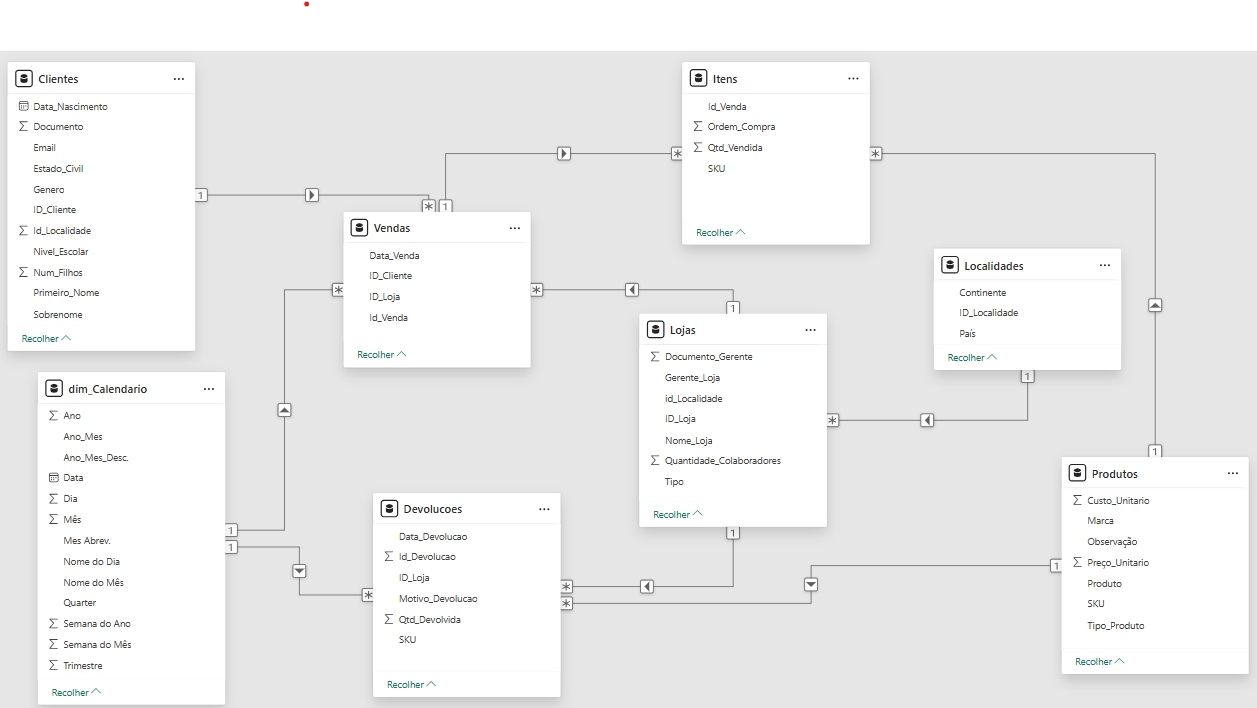 Clientes
Data_Nascimento
Documento
Email
Estado_Civil
Genero
ID_Cliente
Id_Localidade
Nivel_Escolar
Num_Filhos
Primeiro_Nome
Sobrenome
Recolher
Itens
Id_Venda
Ordem_Compra
Qtd_Vendida
SKU
Recolher
Vendas
Data_Venda
ID_Cliente
ID_Loja
Id_Venda
Recolher
Localidades
Continente
ID_Localidade
País
Recolher
Lojas
Documento_Gerente
Gerente_Loja
id_Localidade
ID_Loja
Nome_Loja
Quantidade_Colaboradores
Tipo
Recolher
dim_Calendario
Ano
Ano_Mes
Ano_Mes_Desc.
Data
Dia
Mês
Mes Abrev.
Nome do Dia
Nome do Mês
Quarter
Semana do Ano
Semana do Mês
Trimestre
Recolher
Devolucoes
Data_Devolucao
Id_Devolucao
ID_Loja
Motivo_Devolucao
Qtd_Devolvida
SKU
Recolher
Produtos
Custo_Unitario
Marca
Observação
Preço_Unitario
Produto
SKU
Tipo_Produto
Recolher
1
*
1
*
*
1
*
1
1
*
1
*
1
*
1
*
1
*